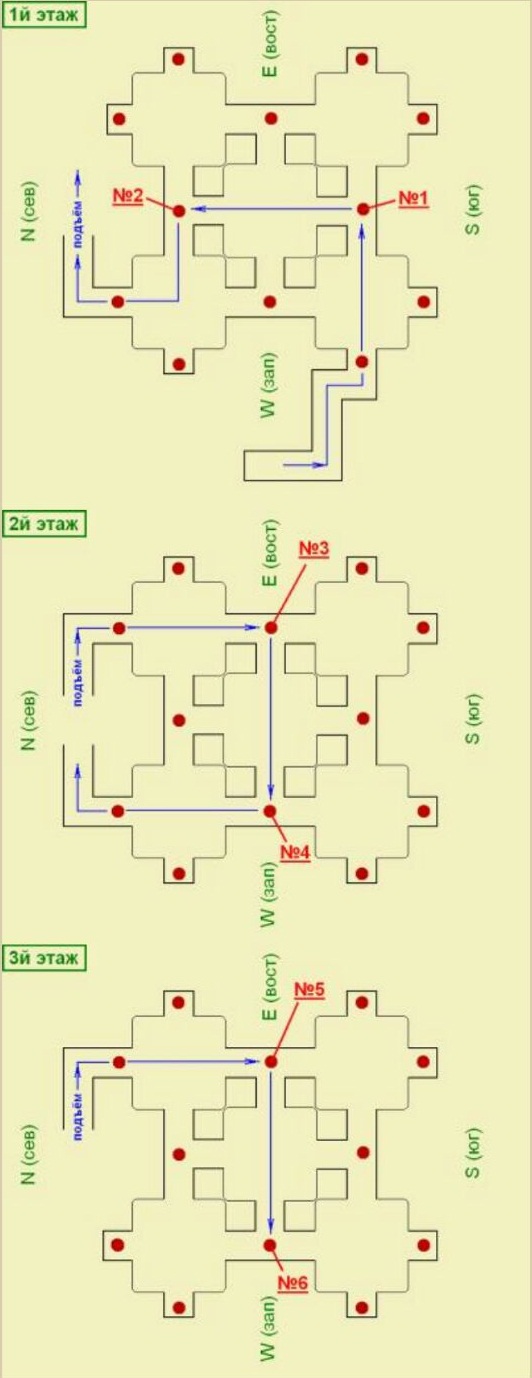 1й этаж
E (вост)
N (сев)
подъём
№2
№1
S (юг)
W (зап)
2й этаж
E (вост)
№3
N (сев)
подъём
S (юг)
№4
W (зап)
3й этаж
E (вост)
№5
подъём
N (сев)
S (юг)
№6
W (зап)